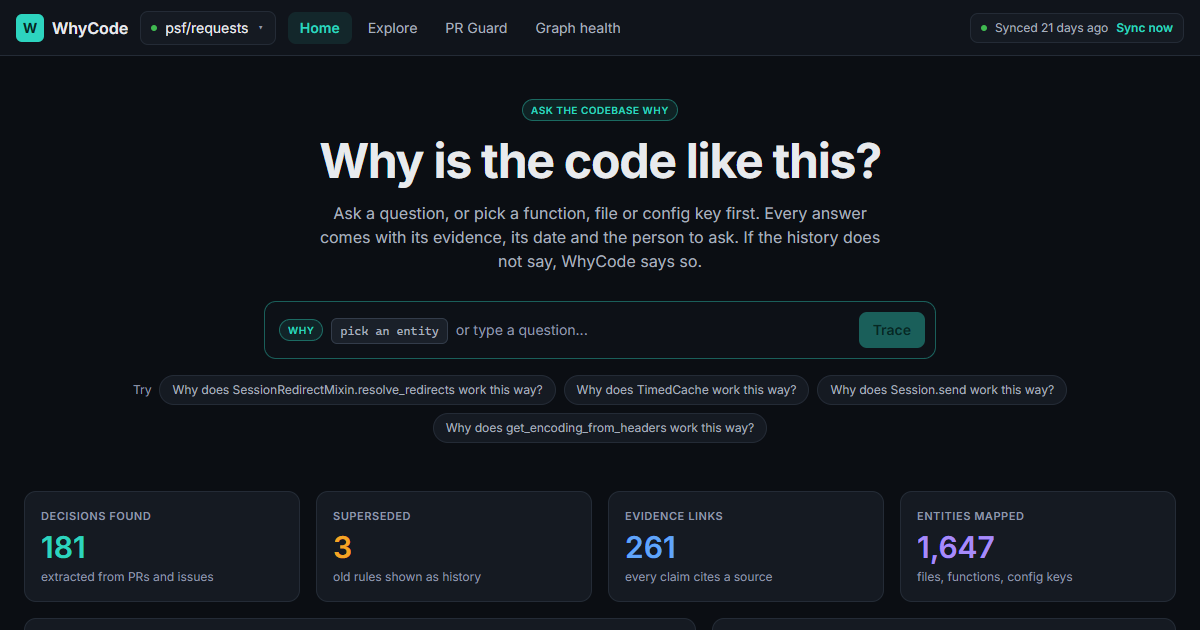 W WhyCode psf/requests Home Explore PR Guard Graph health Synced 21 days ago Sync now
ASK THE CODEBASE WHY
Why is the code like this?
Ask a question, or pick a function, file or config key first. Every answer
comes with its evidence, its date and the person to ask. If the history does
not say, WhyCode says so.
WHY pick an entity or type a question... Trace
Try Why does SessionRedirectMixin.resolve_redirects work this way? Why does TimedCache work this way? Why does Session.send work this way?
Why does get_encoding_from_headers work this way?
DECISIONS FOUND SUPERSEDED EVIDENCE LINKS ENTITIES MAPPED
181 3 261 1,647
extracted from PRs and issues old rules shown as history every claim cites a source files, functions, config keys